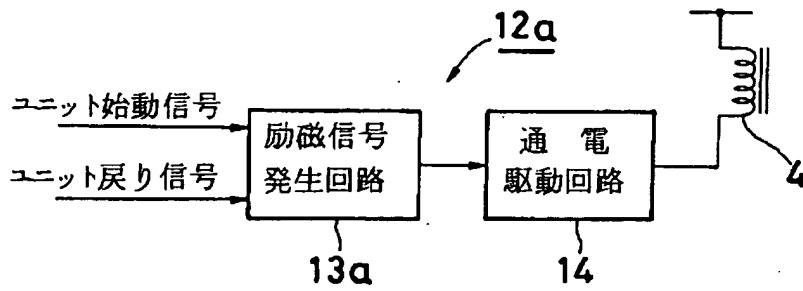 12a
ユニット始動信号
ユニット戻り信号
励磁信号
発生回路
通電
駆動回路
4
13a
14